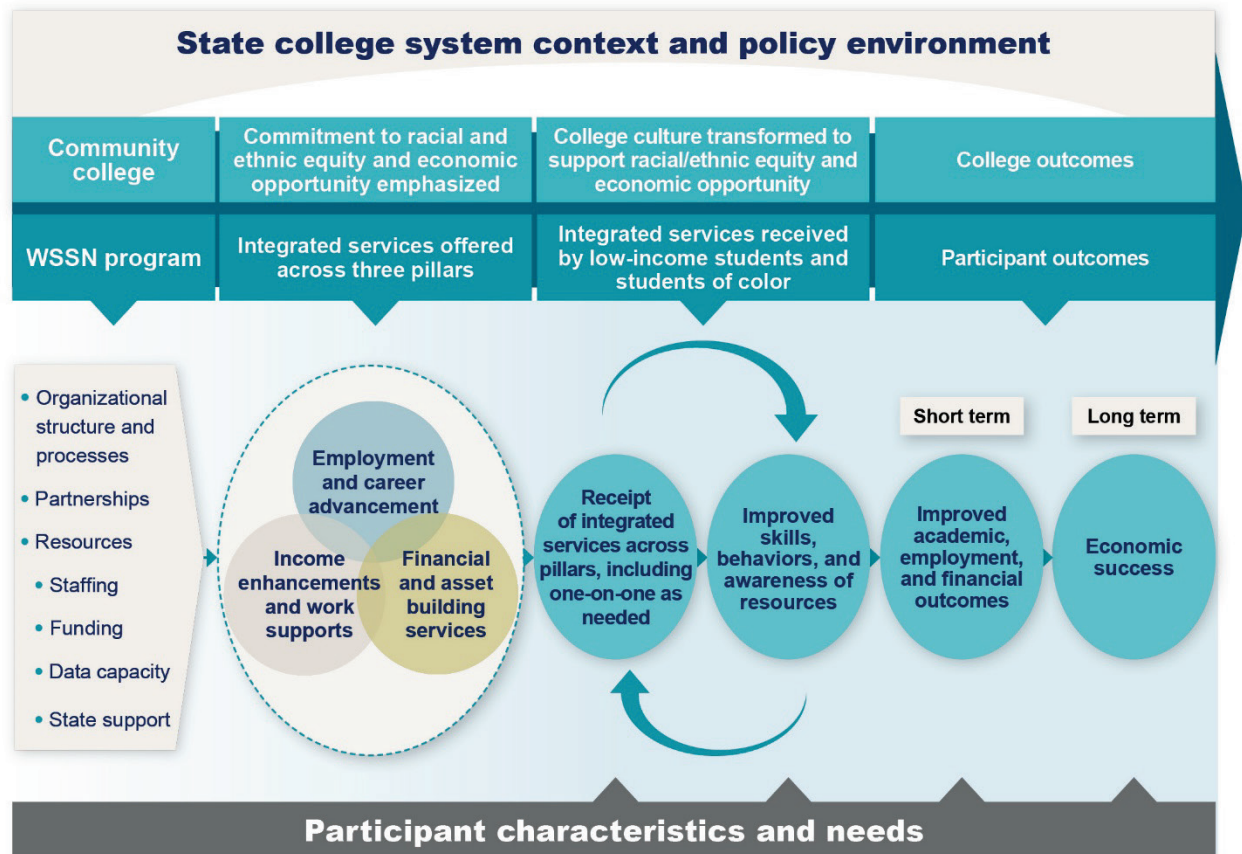 State college system context and policy environment
Community
college
Commitment to racial and
ethnic equity and economic
opportunity emphasized
College culture transformed to
support racial/ethnic equity and
economic opportunity
College outcomes
WSSN program
Integrated services offered
across three pillars
Integrated services received
by low-income students and
students of color
Participant outcomes
• Organizational
structure and
processes
• Partnerships
• Resources
• Staffing
• Funding
• Data capacity
• State support
Employment
and career
advancement
Income
enhancements
and work
supports
Financial
and asset
building
services
Receipt
of integrated
services across
pillars, including
one-on-one as
needed
Improved
skills,
behaviors, and
awareness of
resources
Short term
Improved
academic,
employment,
and financial
outcomes
Long term
Economic
success
Participant characteristics and needs